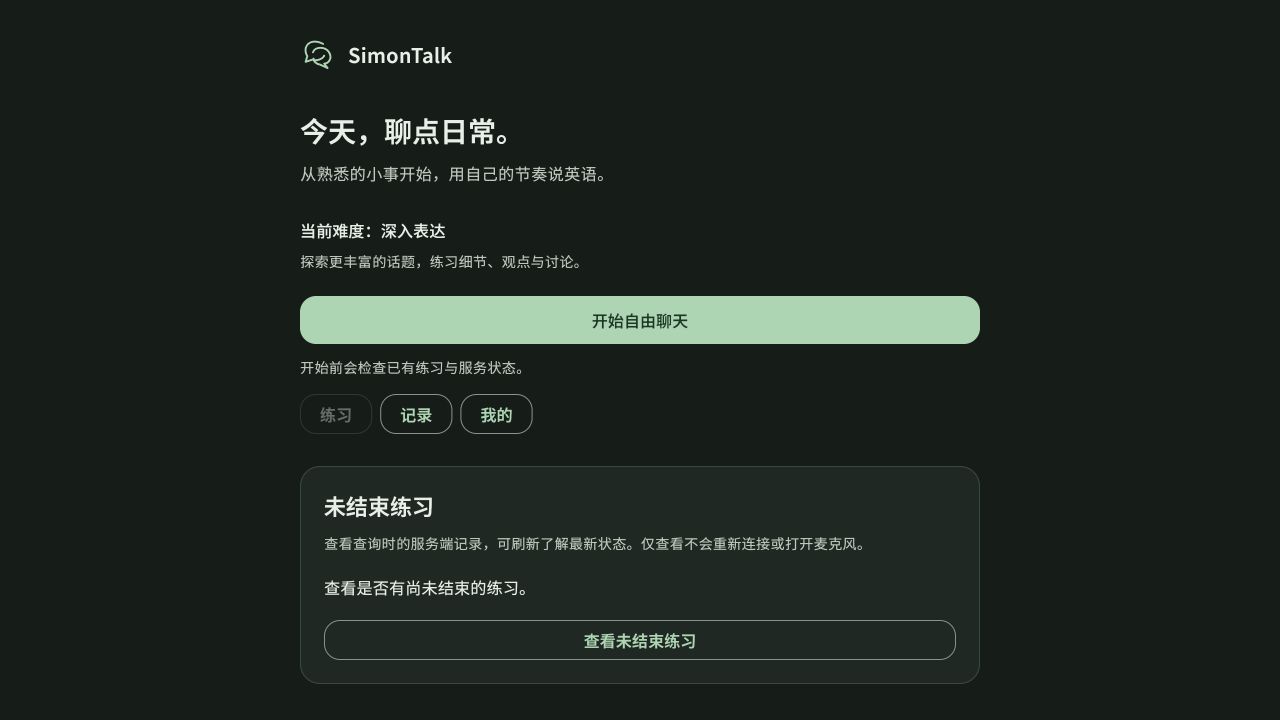 SimonTalk
今天，聊点日常。
从熟悉的小事开始，用自己的节奏说英语。
当前难度：深入表达
探索更丰富的话题，练习细节、观点与讨论。
开始自由聊天
开始前会检查已有练习与服务状态。
练习 记录 我的
未结束练习
查看查询时的服务端记录，可刷新了解最新状态。仅查看不会重新连接或打开麦克风。
查看是否有尚未结束的练习。
查看未结束练习